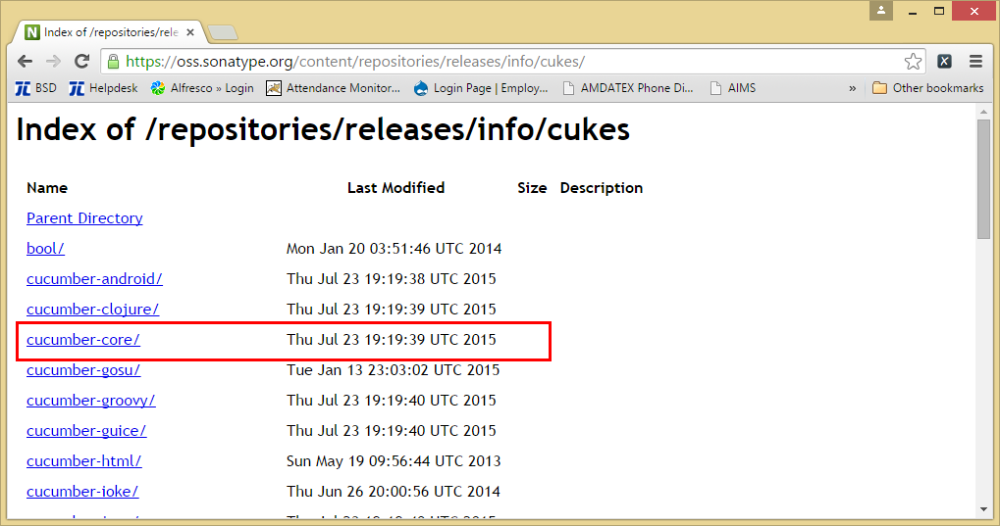 Index of /repositories/rele
https://oss.sonatype.org/content/repositories/releases/info/cukes/
BSD Helpdesk Alfresco » Login Attendance Monitor... Login Page | Employ... AMDATEX Phone Di... AIMS » Other bookmarks
Index of /repositories/releases/info/cukes
Name Last Modified Size Description
Parent Directory
bool/ Mon Jan 20 03:51:46 UTC 2014
cucumber-android/ Thu Jul 23 19:19:38 UTC 2015
cucumber-clojure/ Thu Jul 23 19:19:39 UTC 2015
cucumber-core/ Thu Jul 23 19:19:39 UTC 2015
cucumber-gosu/ Tue Jan 13 23:03:02 UTC 2015
cucumber-groovy/ Thu Jul 23 19:19:40 UTC 2015
cucumber-guice/ Thu Jul 23 19:19:40 UTC 2015
cucumber-html/ Sun May 19 09:56:44 UTC 2013
cucumber-ioke/ Thu Jun 26 20:00:56 UTC 2014